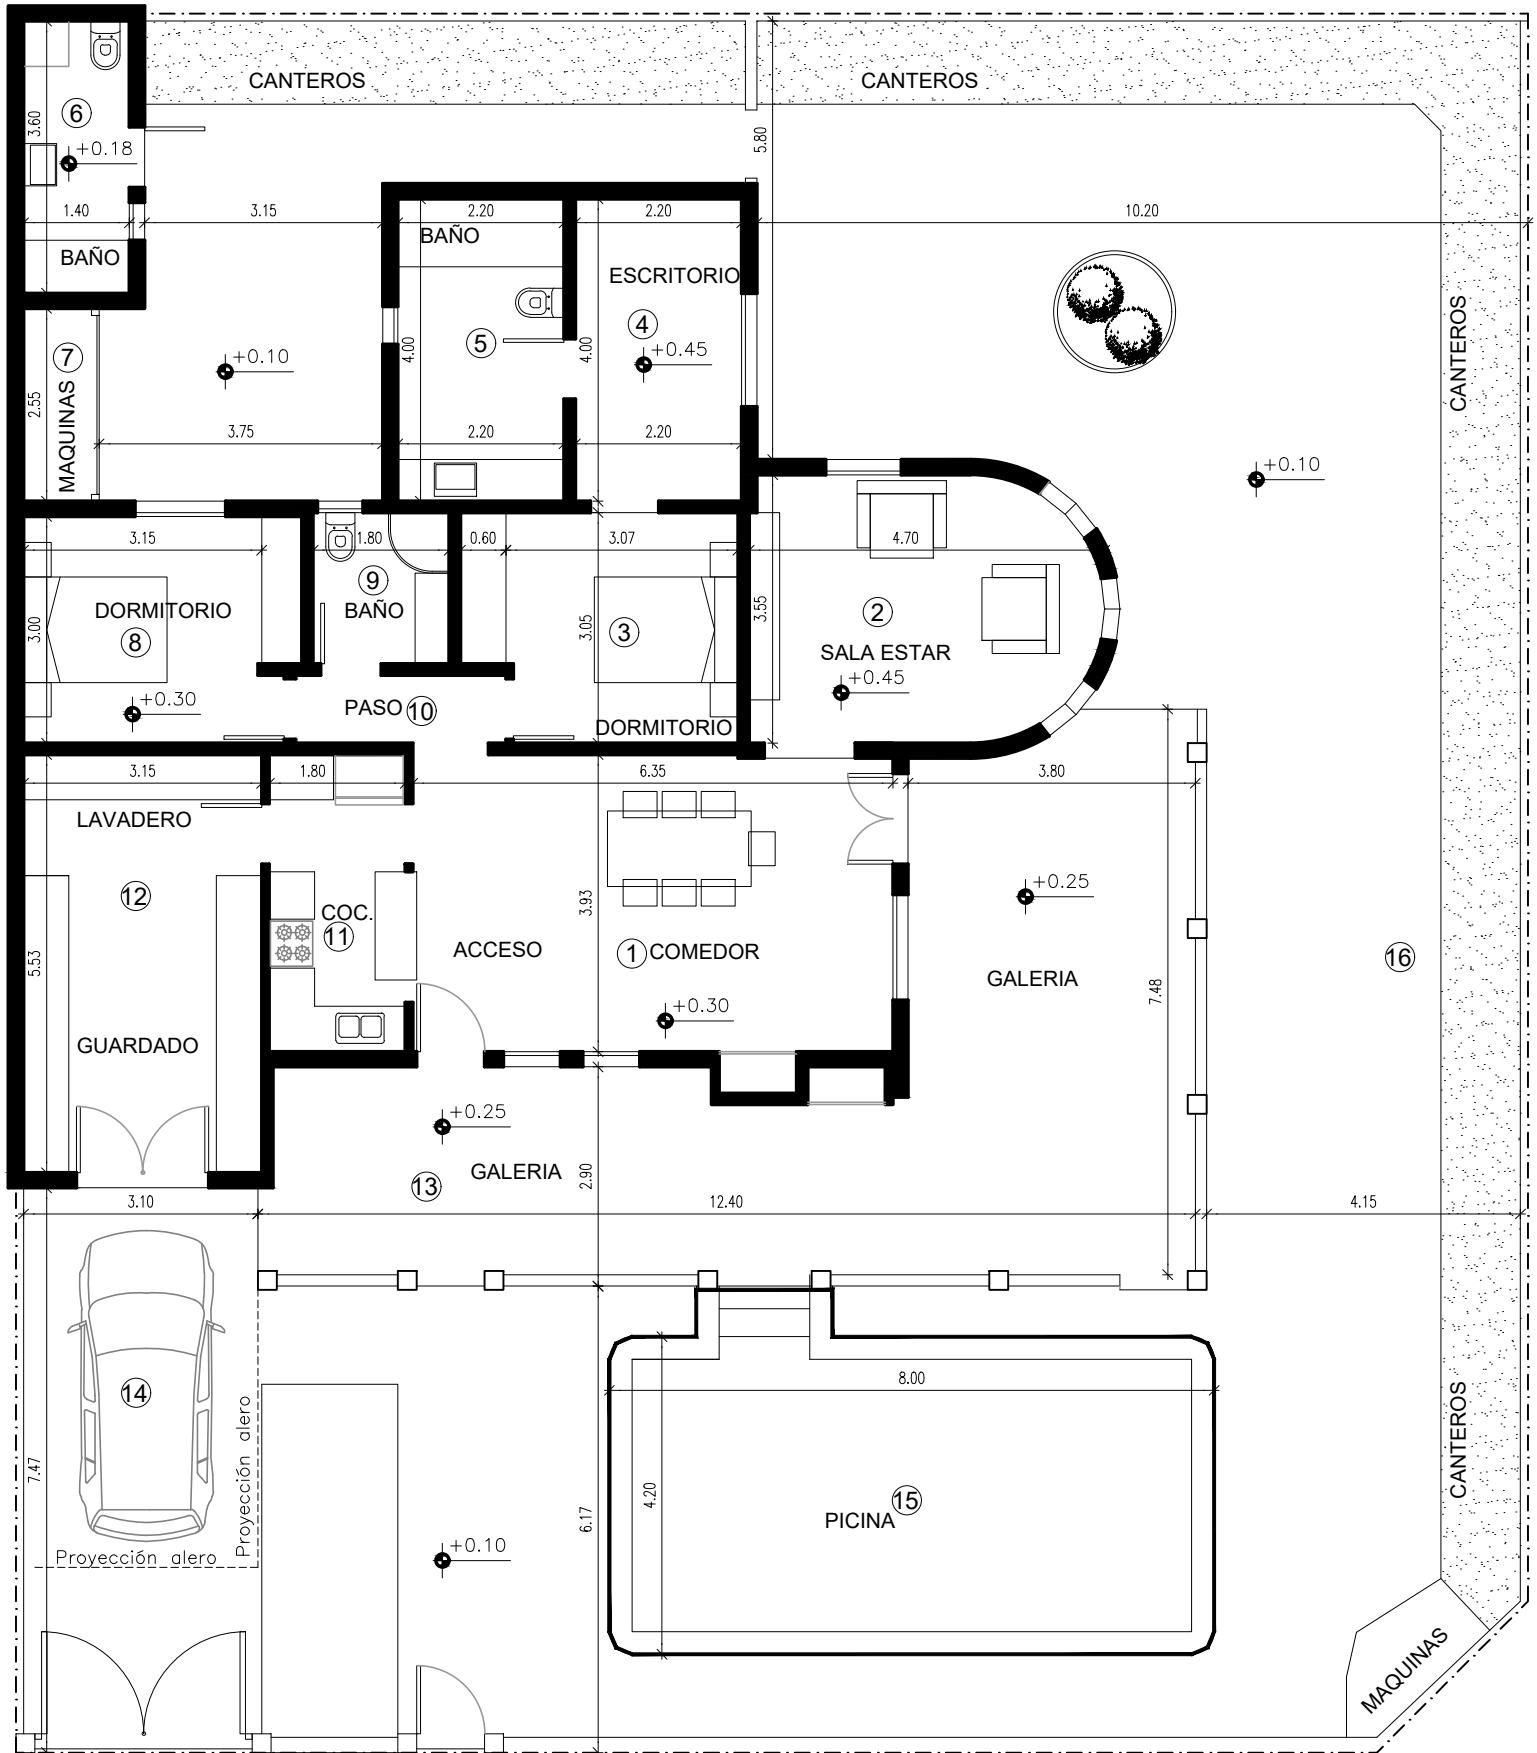 CANTEROS
CANTEROS
6
3.60
+0.18
5.80
1.40
3.15
2.20
2.20
10.20
BAÑO
BAÑO
ESCRITORIO
7
MAQUINAS
2.55
+0.10
5
4.00
4.00
4
+0.45
CANTEROS
3.75
2.20
2.20
+0.10
3.15
1.80
0.60
3.07
4.70
9
DORMITORIO
BAÑO
8
3.00
3.05
3
3.55
2
SALA ESTAR
+0.45
+0.30
PASO
10
DORMITORIO
3.15
1.80
6.35
3.80
LAVADERO
12
+0.25
3.93
COC.
11
ACCESO
1
COMEDOR
16
5.53
GALERIA
7.48
+0.30
GUARDADO
+0.25
GALERIA
13
2.90
3.10
12.40
4.15
14
8.00
Proyección alero
CANTEROS
7.47
4.20
15
PICINA
6.17
Proyección alero
+0.10
MAQUINAS